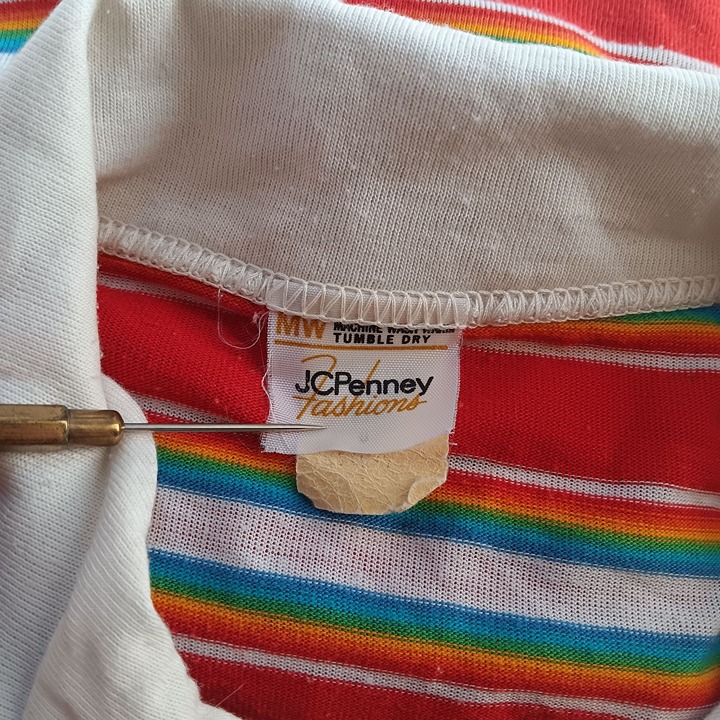 MW MACHINE WASH WARM
TUMBLE DRY
JCPenney
Fashions